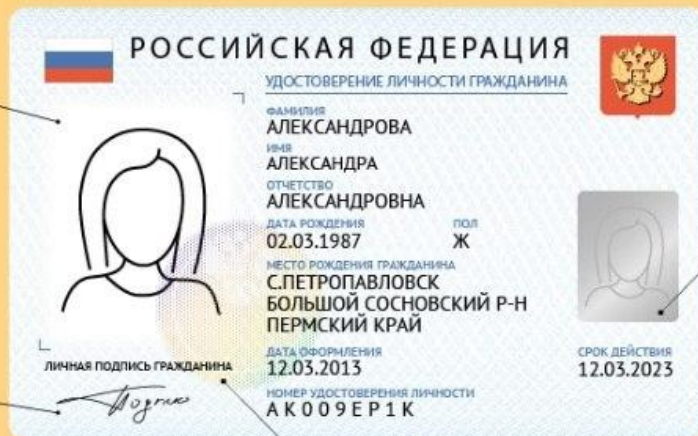 РОССИЙСКАЯ ФЕДЕРАЦИЯ
УДОСТОВЕРЕНИЕ ЛИЧНОСТИ ГРАЖДАНИНА
ФАМИЛИЯ
АЛЕКСАНДРОВА
ИМЯ
АЛЕКСАНДРА
ОТЧЕТСТВО
АЛЕКСАНДРОВНА
ДАТА РОЖДЕНИЯ ПОЛ
02.03.1987 Ж
МЕСТО РОЖДЕНИЯ ГРАЖДАНИНА
С.ПЕТРОПАВЛОВСК
БОЛЬШОЙ СОСНОВСКИЙ Р-Н
ПЕРМСКИЙ КРАЙ
ДАТА ОФОРМЛЕНИЯ СРОК ДЕЙСТВИЯ
12.03.2013 12.03.2023
ЛИЧНАЯ ПОДПИСЬ ГРАЖДАНИНА
Подпись
НОМЕР УДОСТОВЕРЕНИЯ ЛИЧНОСТИ
АК009ЕР1К